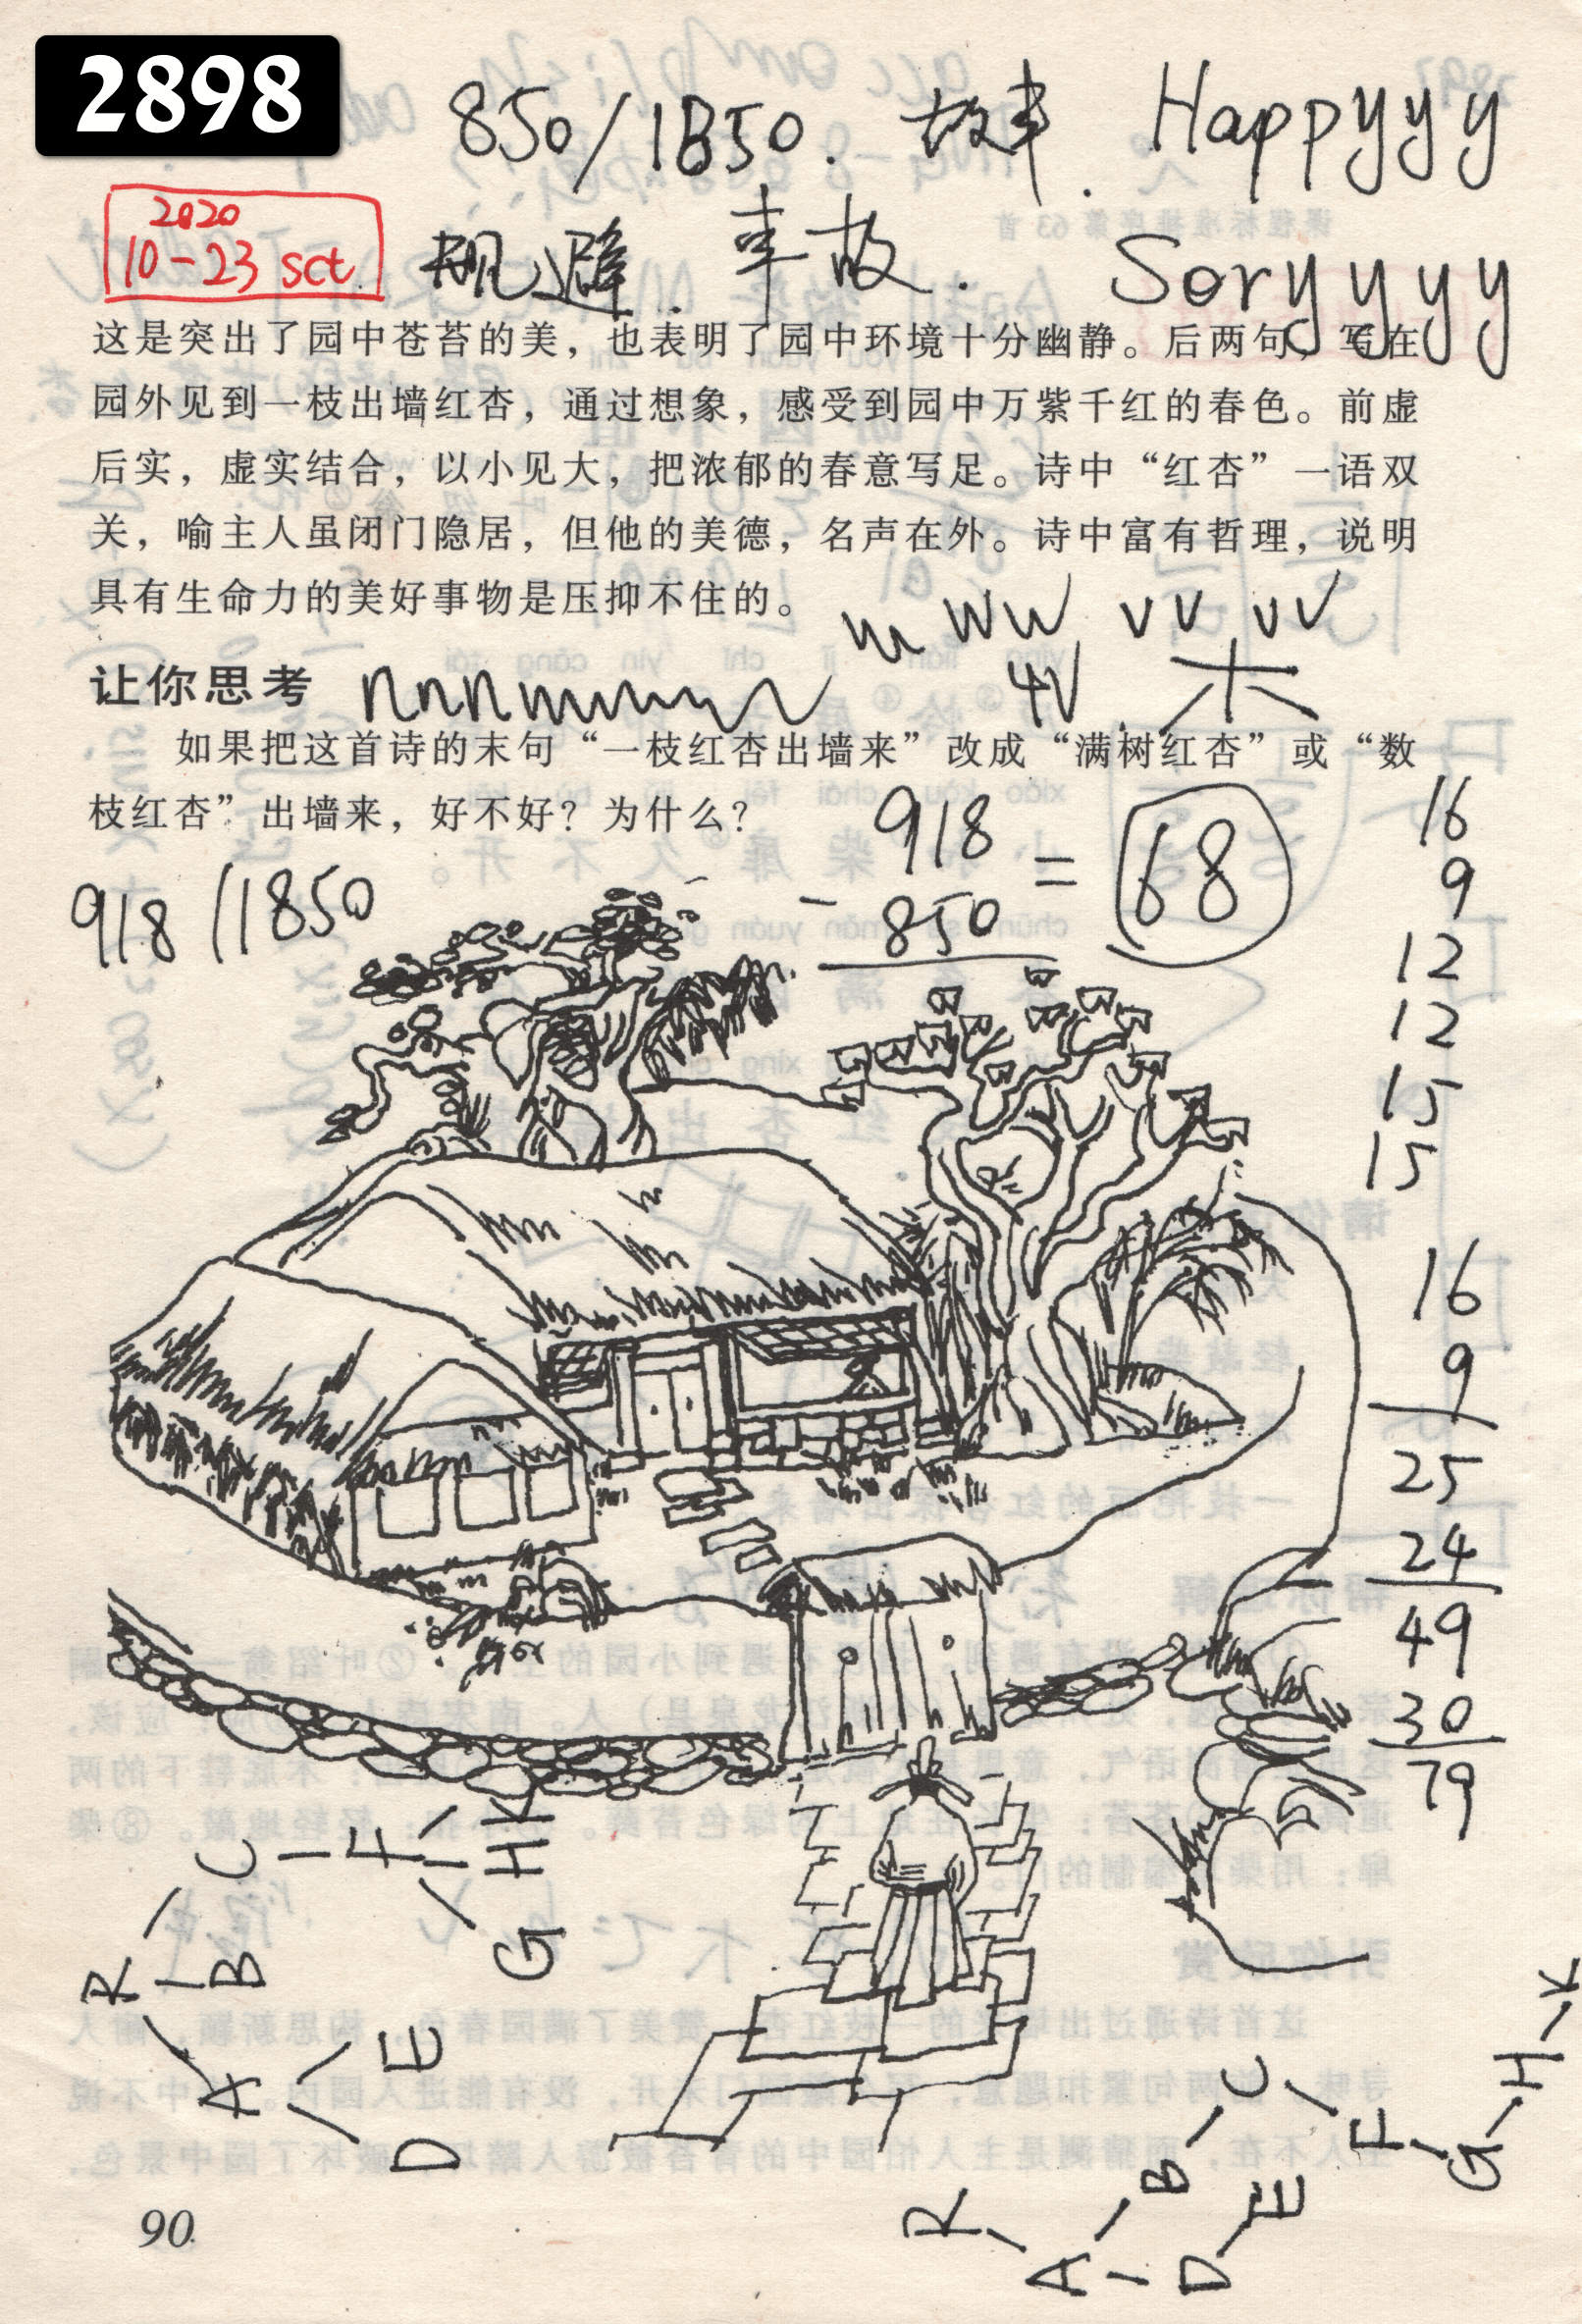 2898
850/1850. 故事. Happyyyy
2020
10-23 sct.
规避. 事故. Soryyyyy
这是突出了园中苍苔的美，也表明了园中环境十分幽静。后两句，写在
园外见到一枝出墙红杏，通过想象，感受到园中万紫千红的春色。前虚
后实，虚实结合，以小见大，把浓郁的春意写足。诗中“红杏”一语双
关，喻主人虽闭门隐居，但他的美德，名声在外。诗中富有哲理，说明
具有生命力的美好事物是压抑不住的。
vv vv
让你思考
4V
如果把这首诗的末句“一枝红杏出墙来”改成“满树红杏”或“数
枝红杏”出墙来，好不好？为什么？
918 - 850 = 68
918 /1850
16
9
12
12
15
15
16
9
25
24
49
30
79
R A B C D E F G H K
R A B C D E F G H K
90